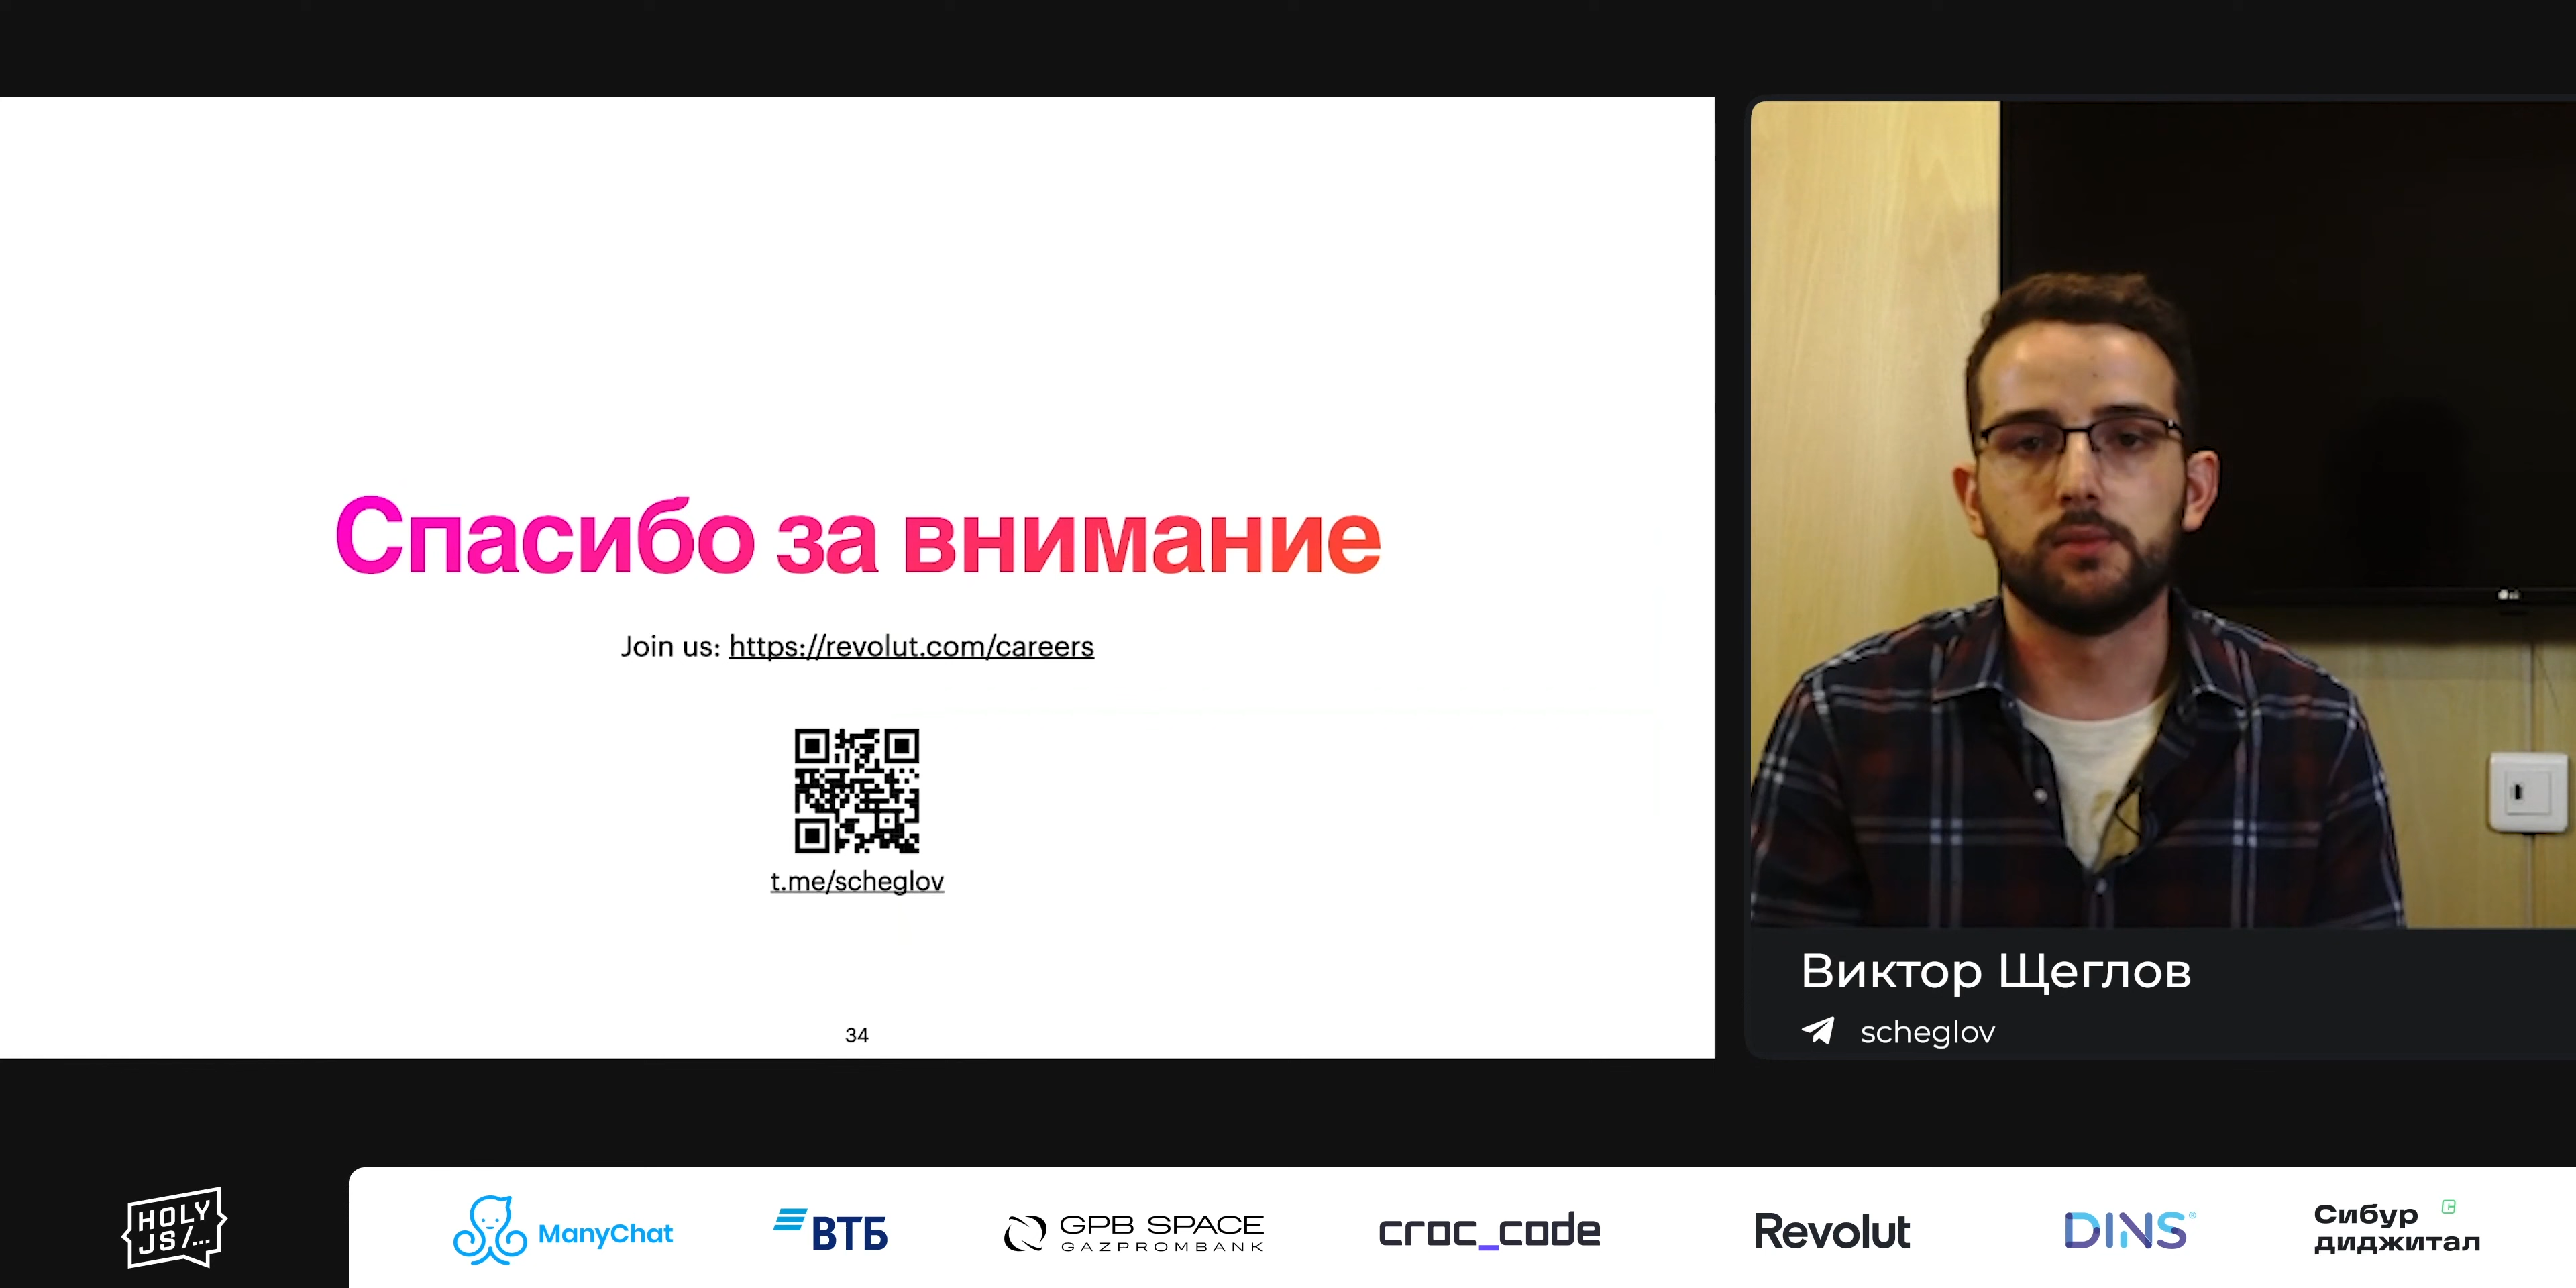 Спасибо за внимание
Join us: https://revolut.com/careers
t.me/scheglov
34
Виктор Щеглов
scheglov
HOLY
JS/...
ManyChat
ВТБ
GPB SPACE
GAZPROMBANK
croc_code
Revolut
DINS®
Сибур
диджитал